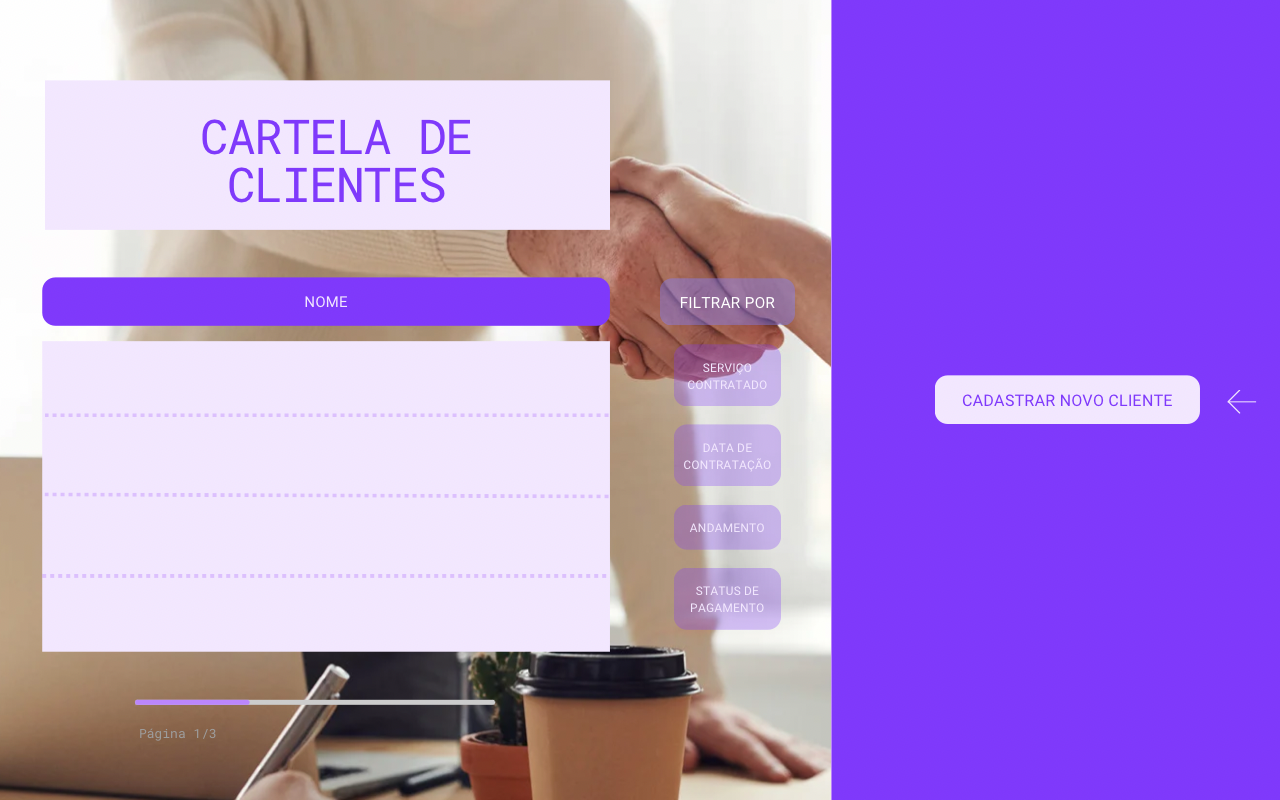 CARTELA DE
CLIENTES
NOME
FILTRAR POR
SERVIÇO
CONTRATADO
DATA DE
CONTRATAÇÃO
ANDAMENTO
STATUS DE
PAGAMENTO
CADASTRAR NOVO CLIENTE
Página 1/3